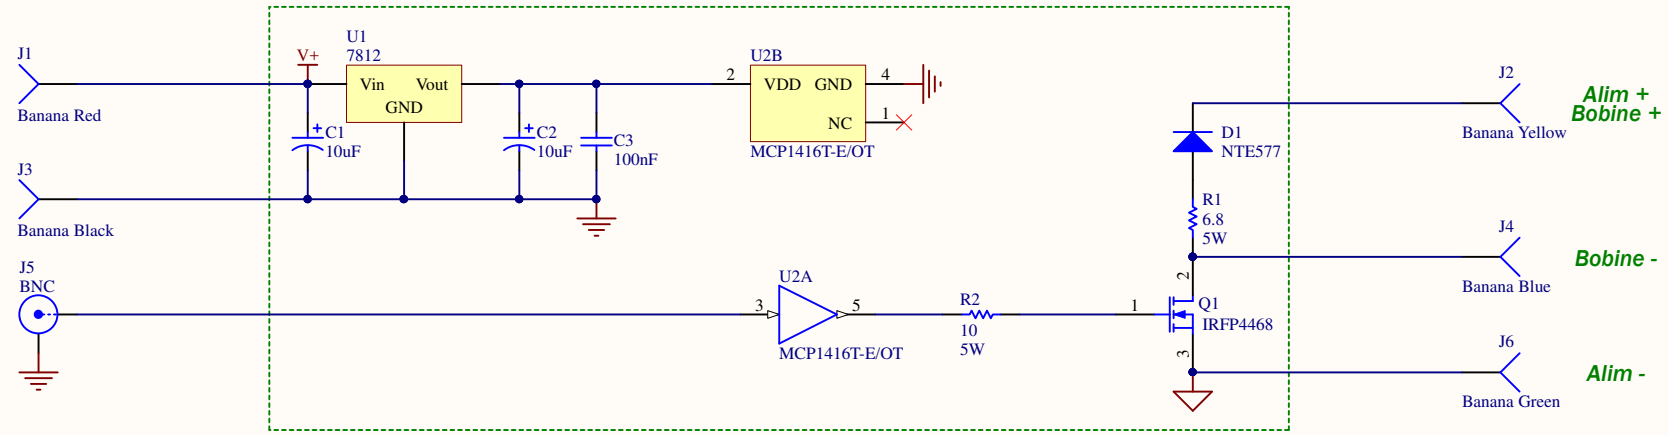 J1
Banana Red
V+
U1
7812
Vin
Vout
GND
C1
10uF
C2
10uF
C3
100nF
U2B
2
VDD
GND
4
NC
1
MCP1416T-E/OT
J3
Banana Black
J5
BNC
U2A
3
5
MCP1416T-E/OT
R2
10
5W
D1
NTE577
R1
6.8
5W
2
1
Q1
IRFP4468
3
J2
Banana Yellow
Alim +
Bobine +
J4
Banana Blue
Bobine -
J6
Banana Green
Alim -